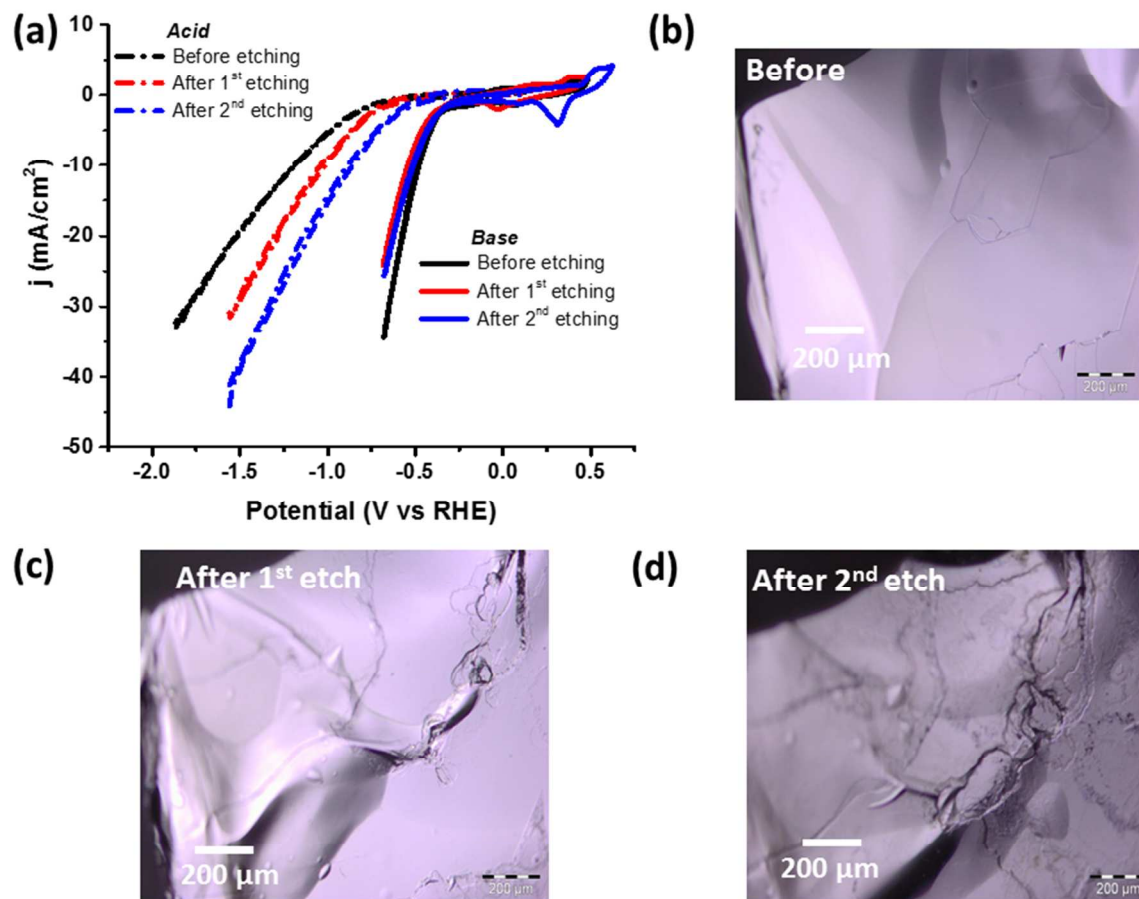 (a)
10
0
-10
-20
-30
-40
-50
j (mA/cm²)
Acid
Before etching
After 1st etching
After 2nd etching
Base
Before etching
After 1st etching
After 2nd etching
-2.0 -1.5 -1.0 -0.5 0.0 0.5
Potential (V vs RHE)
(b)
Before
200 µm
200 µm
(c)
After 1st etch
200 µm
200 µm
(d)
After 2nd etch
200 µm
200 µm